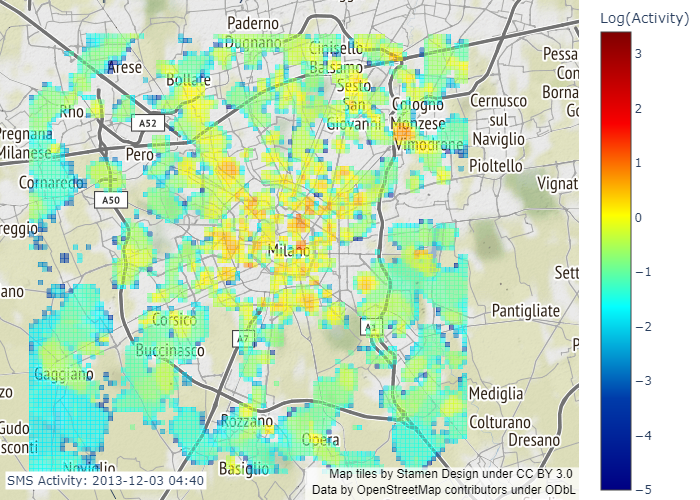 Log(Activity)
Paderno
Dugnano
Cinisello
Balsamo
Arese
Bollate
Sesto
San
Giovanni
Cologno
Monzese
Cernusco
sul
Naviglio
Rho
A52
Pregnana
Milanese
Pero
Vimodrone
Pioltello
Cornaredo
A50
Vignat
reggio
Milano
Sett
ano
Pantigliate
Corsico
A7
A1
Buccinasco
P
Gaggiano
zo
Mediglia
Gudo
sconti
Rozzano
Opera
Colturano
Dresano
Noviglio
Basiglio
Pessa
Con
Borna
Go
3
2
1
0
−1
−2
−3
−4
−5
SMS Activity: 2013-12-03 04:40
Map tiles by Stamen Design under CC BY 3.0
Data by OpenStreetMap contributors under ODbL